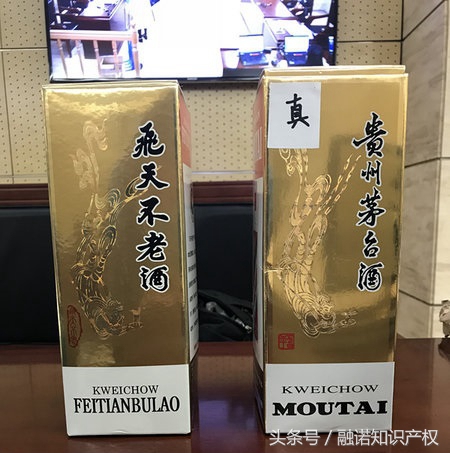 飛天不老酒
KWEICHOW
FEITIANBULAO
真
貴州茅台酒
KWEICHOW
MOUTAI
头条号/融诺知识产权